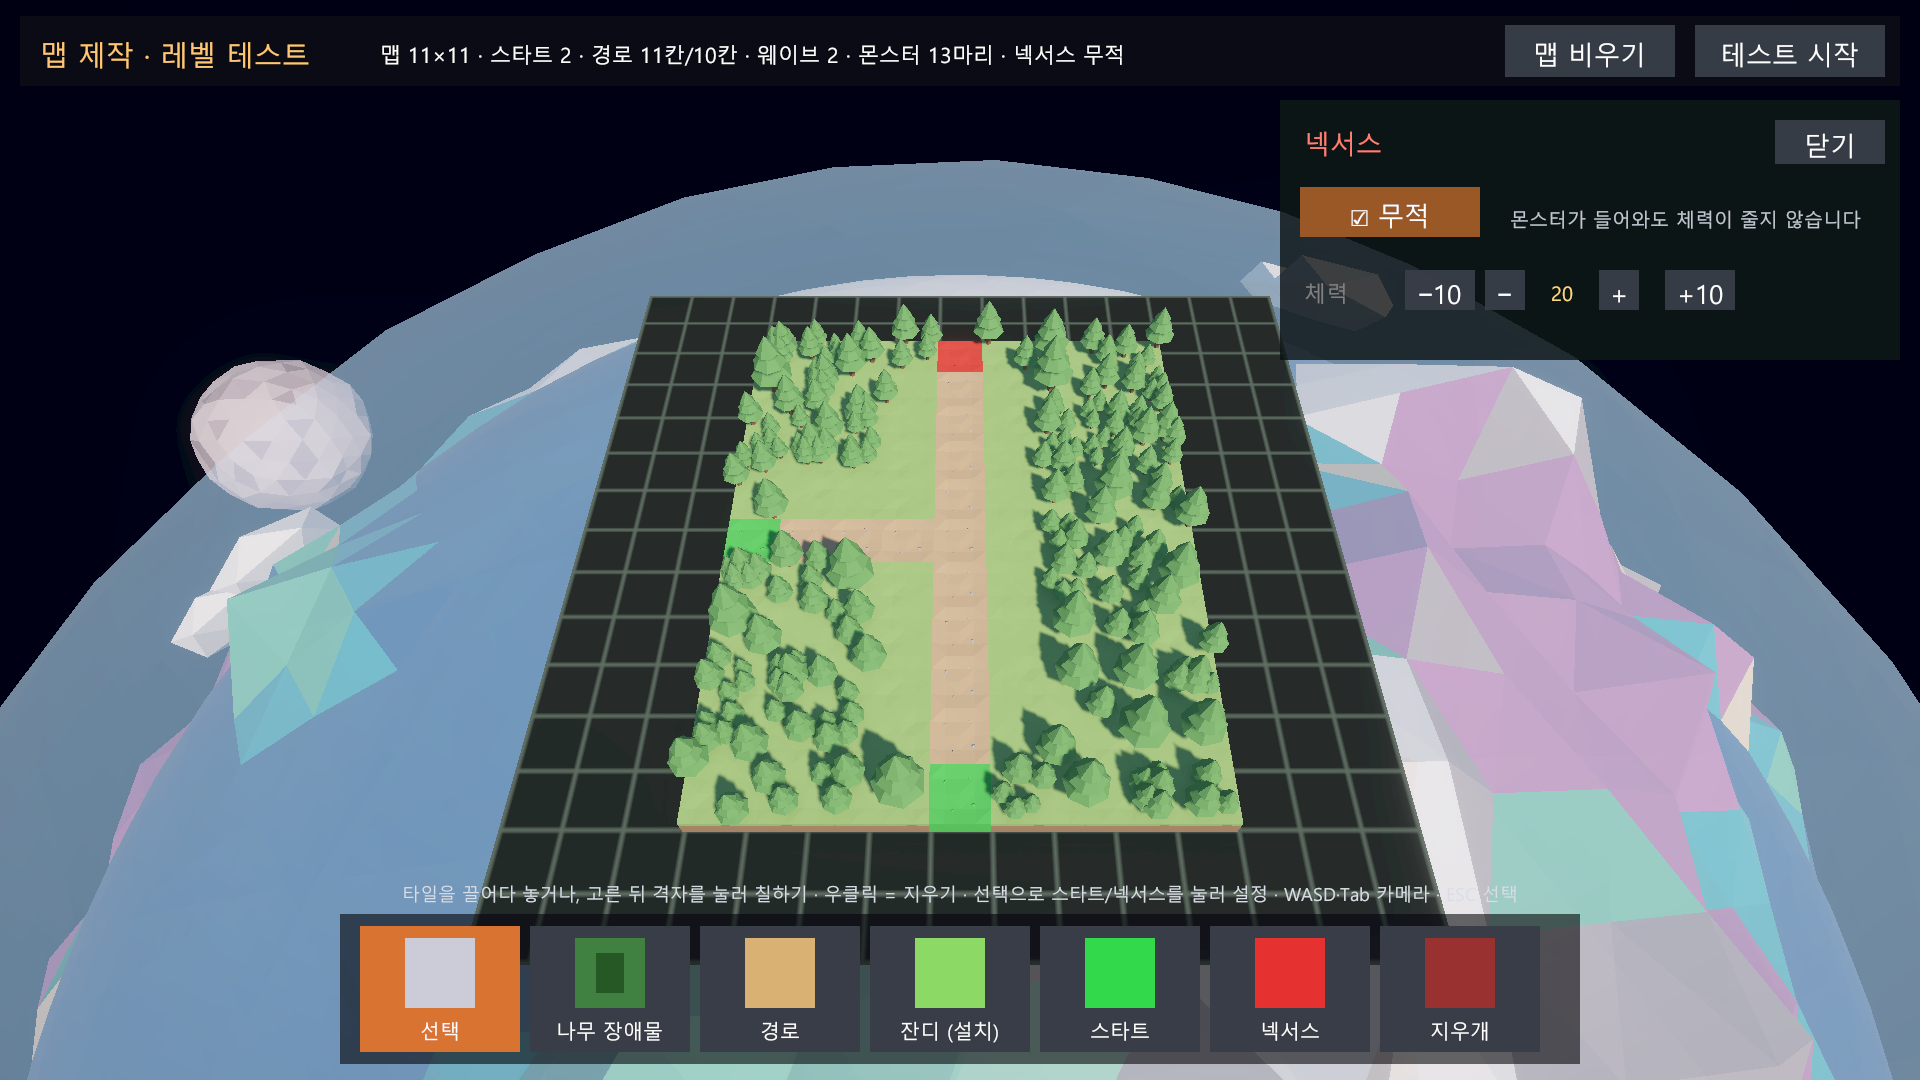 맵 제작 · 레벨 테스트
맵 11×11 · 스타트 2 · 경로 11칸/10칸 · 웨이브 2 · 몬스터 13마리 · 넥서스 무적
맵 비우기
테스트 시작
넥서스
닫기
☑ 무적
몬스터가 들어와도 체력이 줄지 않습니다
체력
−10
−
20
+
+10
타일을 끌어다 놓거나, 고른 뒤 격자를 눌러 칠하기 · 우클릭 = 지우기 · 선택으로 스타트/넥서스를 눌러 설정 · WASD·Tab 카메라 · ESC 선택
선택
나무 장애물
경로
잔디 (설치)
스타트
넥서스
지우개